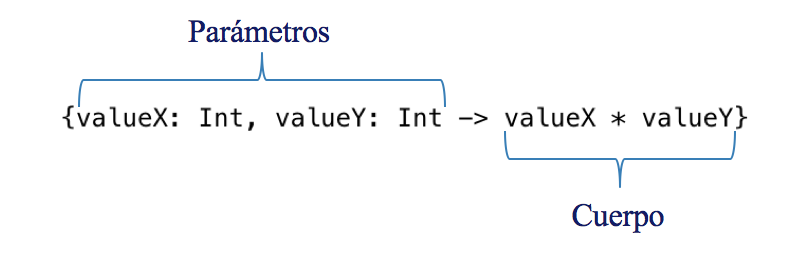 Parámetros
{valueX: Int, valueY: Int -> valueX * valueY}
Cuerpo